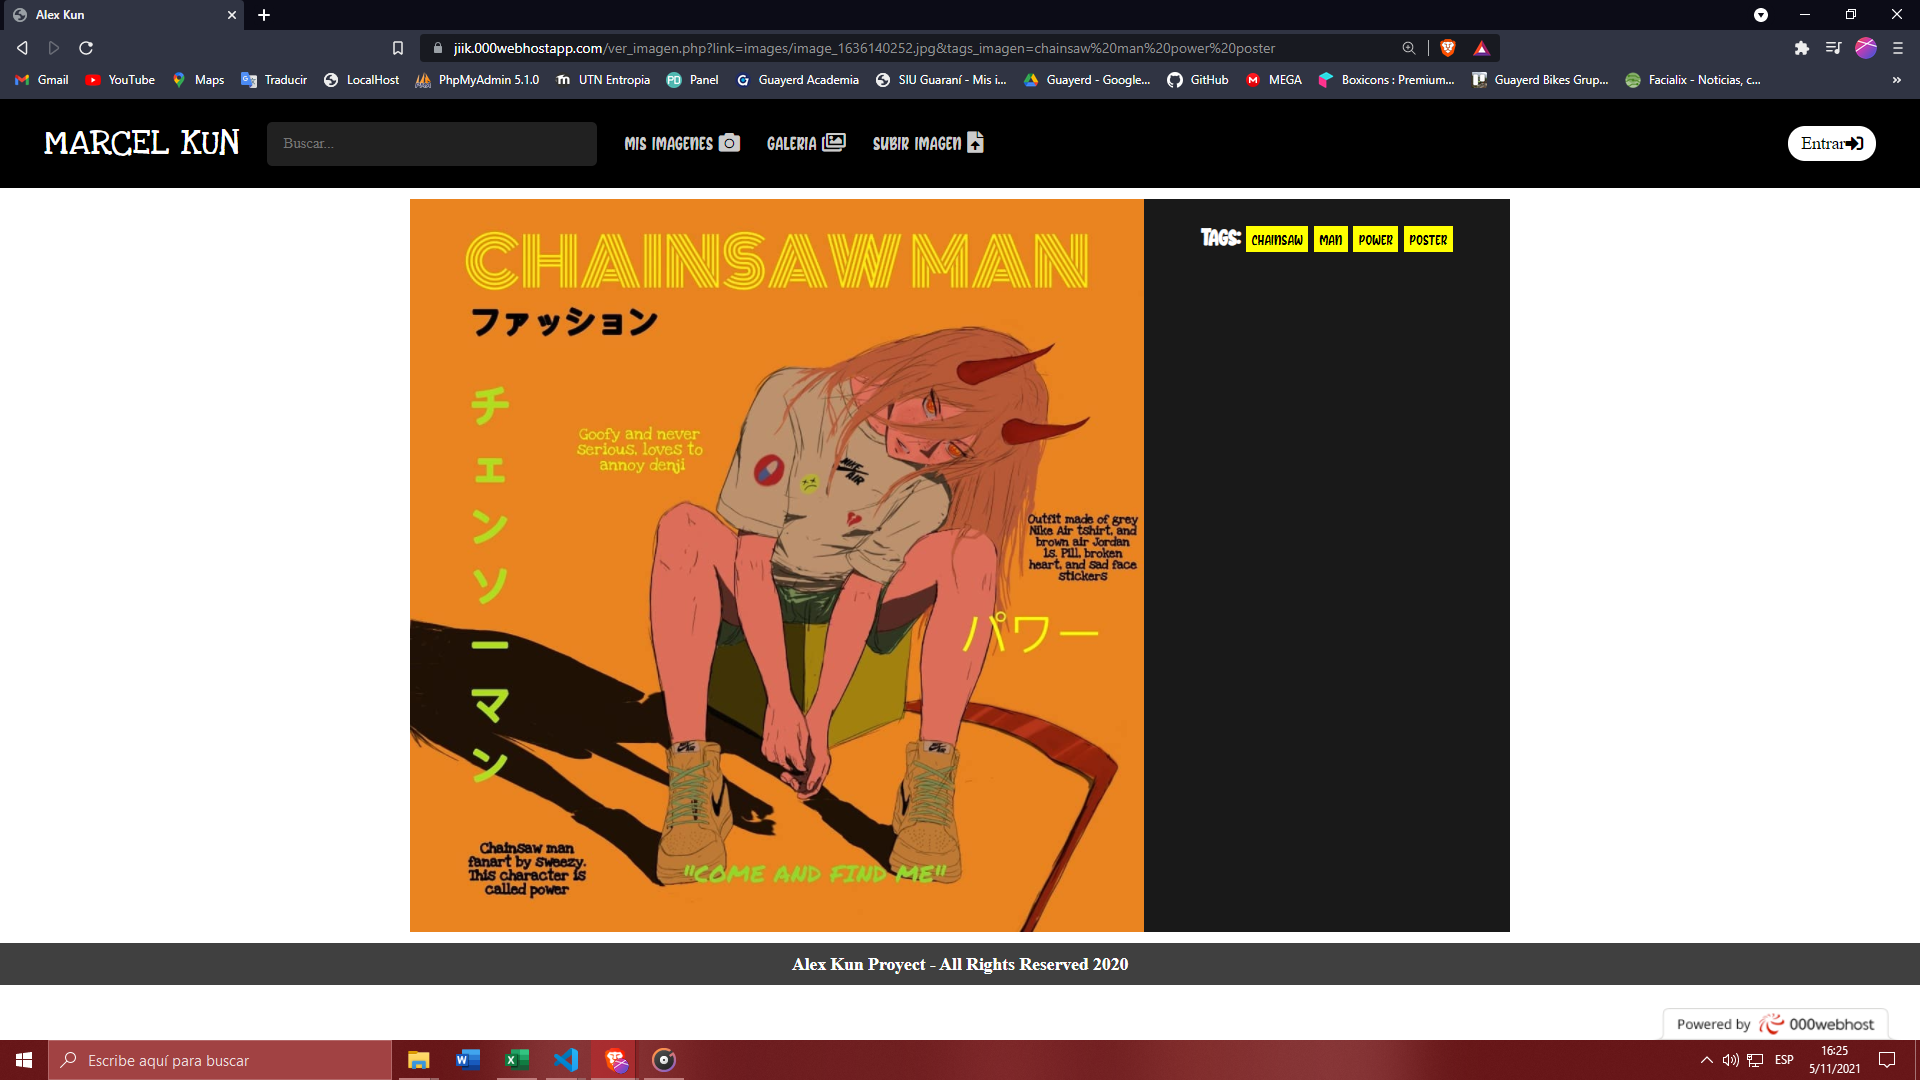 Alex Kun
jiik.000webhostapp.com/ver_imagen.php?link=images/image_1636140252.jpg&tags_imagen=chainsaw%20man%20power%20poster
Gmail
YouTube
Maps
Traducir
LocalHost
PhpMyAdmin 5.1.0
UTN Entropia
Panel
Guayerd Academia
SIU Guaraní - Mis i...
Guayerd - Google...
GitHub
MEGA
Boxicons : Premium...
Guayerd Bikes Grup...
Facialix - Noticias, c...
»
MARCEL KUN
Buscar...
MIS IMAGENES
GALERIA
SUBIR IMAGEN
Entrar
CHAINSAW MAN
ファッション
チェンソーマン
Goofy and never
serious, loves to
annoy denji
NIKE
AIR
Outfit made of grey
Nike Air tshirt, and
brown air Jordan
1s. Pill, broken
heart, and sad face
stickers
パワー
Chainsaw man
fanart by sweezy.
This character is
called power
"COME AND FIND ME"
TAGS:
CHAINSAW
MAN
POWER
POSTER
Alex Kun Proyect - All Rights Reserved 2020
Powered by 000webhost
Escribe aquí para buscar
ESP
16:25
5/11/2021